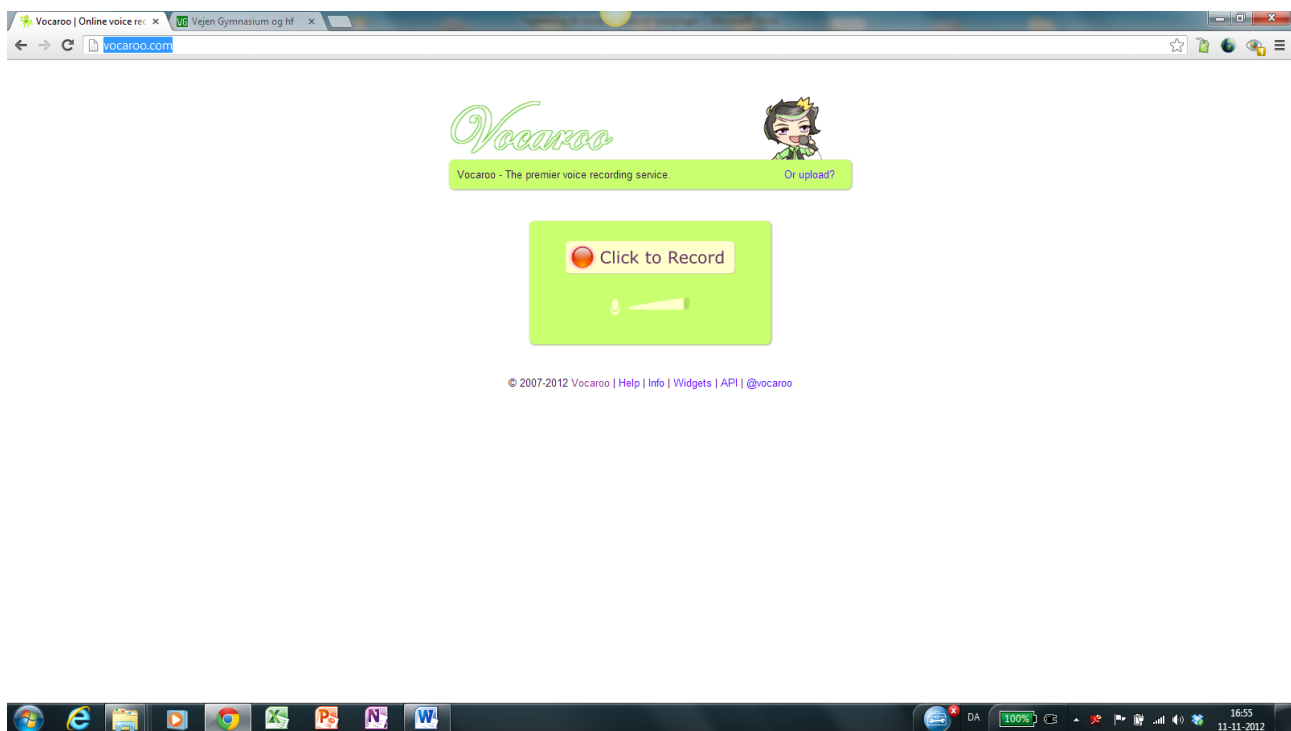 Vocaroo | Online voice rec
VG Vejen Gymnasium og hf
vocaroo.com
Vocaroo
Vocaroo - The premier voice recording service.
Or upload?
Click to Record
© 2007-2012 Vocaroo | Help | Info | Widgets | API | @vocaroo
DA
100%
16:55
11-11-2012